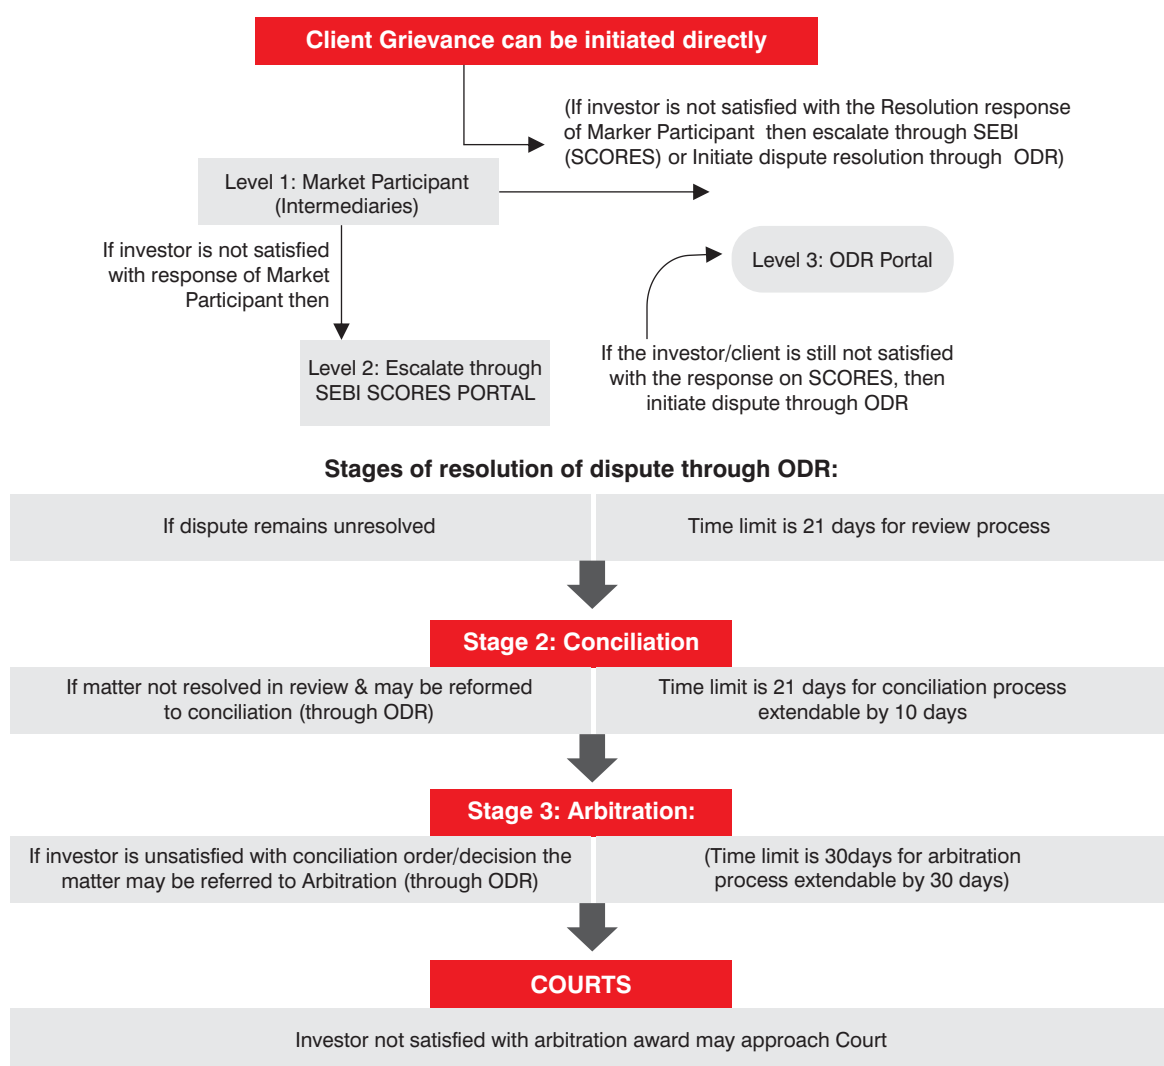 Client Grievance can be initiated directly
(If investor is not satisfied with the Resolution response
of Marker Participant then escalate through SEBI
(SCORES) or Initiate dispute resolution through ODR)
Level 1: Market Participant
(Intermediaries)
If investor is not satisfied
with response of Market
Participant then
Level 3: ODR Portal
Level 2: Escalate through
SEBI SCORES PORTAL
If the investor/client is still not satisfied
with the response on SCORES, then
initiate dispute through ODR
Stages of resolution of dispute through ODR:
If dispute remains unresolved
Time limit is 21 days for review process
Stage 2: Conciliation
If matter not resolved in review & may be reformed
to conciliation (through ODR)
Time limit is 21 days for conciliation process
extendable by 10 days
Stage 3: Arbitration:
If investor is unsatisfied with conciliation order/decision the
matter may be referred to Arbitration (through ODR)
(Time limit is 30days for arbitration
process extendable by 30 days)
COURTS
Investor not satisfied with arbitration award may approach Court